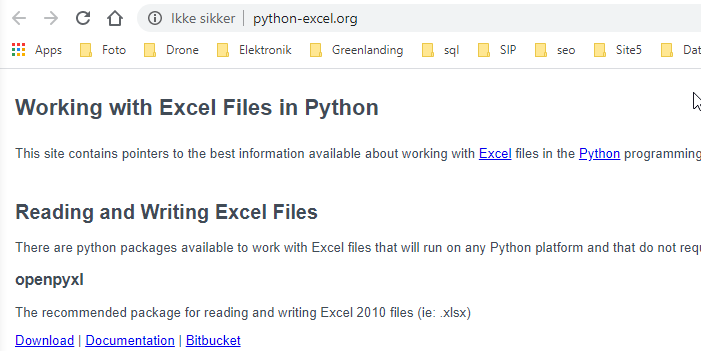 Ikke sikker | python-excel.org
Apps Foto Drone Elektronik Greenlanding sql SIP seo Site5 Dat
Working with Excel Files in Python
This site contains pointers to the best information available about working with Excel files in the Python programming
Reading and Writing Excel Files
There are python packages available to work with Excel files that will run on any Python platform and that do not requ
openpyxl
The recommended package for reading and writing Excel 2010 files (ie: .xlsx)
Download | Documentation | Bitbucket